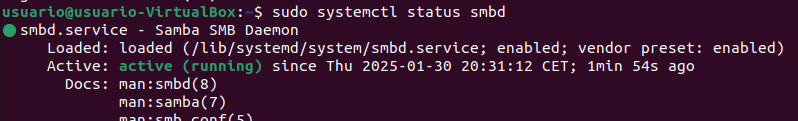 usuario@usuario-VirtualBox:~$ sudo systemctl status smbd
● smbd.service - Samba SMB Daemon
     Loaded: loaded (/lib/systemd/system/smbd.service; enabled; vendor preset: enabled)
     Active: active (running) since Thu 2025-01-30 20:31:12 CET; 1min 54s ago
       Docs: man:smbd(8)
             man:samba(7)
             man:smb.conf(5)